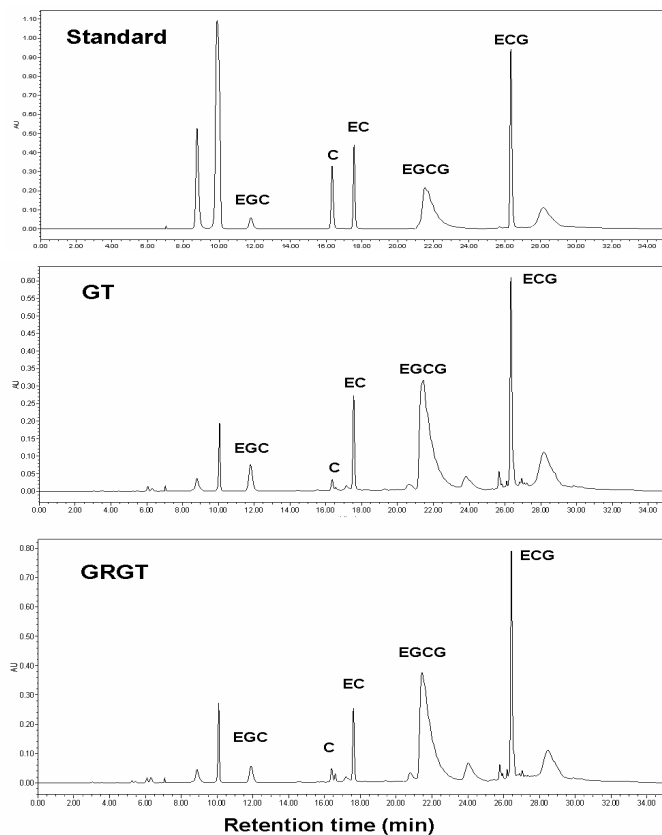 Standard
ECG
EC
C
EGCG
EGC
1.10
1.00
0.90
0.80
0.70
0.60
0.50
0.40
0.30
0.20
0.10
0.00
AU
0.00 2.00 4.00 6.00 8.00 10.00 12.00 14.00 16.00 18.00 20.00 22.00 24.00 26.00 28.00 30.00 32.00 34.00
GT
ECG
EC
EGCG
EGC
C
0.60
0.55
0.50
0.45
0.40
0.35
0.30
0.25
0.20
0.15
0.10
0.05
0.00
AU
0.00 2.00 4.00 6.00 8.00 10.00 12.00 14.00 16.00 18.00 20.00 22.00 24.00 26.00 28.00 30.00 32.00 34.00
GRGT
ECG
EGCG
EC
EGC
C
0.80
0.70
0.60
0.50
0.40
0.30
0.20
0.10
0.00
AU
0.00 2.00 4.00 6.00 8.00 10.00 12.00 14.00 16.00 18.00 20.00 22.00 24.00 26.00 28.00 30.00 32.00 34.00
Retention time (min)